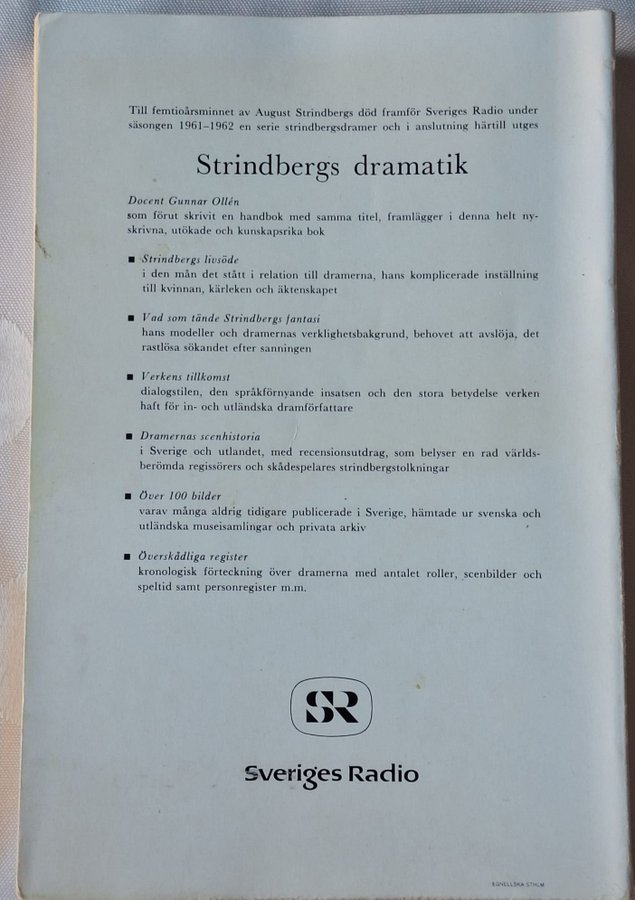 Till femtioårsminnet av August Strindbergs död framför Sveriges Radio under
säsongen 1961–1962 en serie strindbergsdramer och i anslutning härtill utges
Strindbergs dramatik
Docent Gunnar Ollén
som förut skrivit en handbok med samma titel, framlägger i denna helt ny-
skrivna, utökade och kunskapsrika bok
■ Strindbergs livsöde
i den mån det stått i relation till dramerna, hans komplicerade inställning
till kvinnan, kärleken och äktenskapet
■ Vad som tände Strindbergs fantasi
hans modeller och dramernas verklighetsbakgrund, behovet att avslöja, det
rastlösa sökandet efter sanningen
■ Verkens tillkomst
dialogstilen, den språkförnyande insatsen och den stora betydelse verken
haft för in- och utländska dramförfattare
■ Dramernas scenhistoria
i Sverige och utlandet, med recensionsutdrag, som belyser en rad världs-
berömda regissörers och skådespelares strindbergstolkningar
■ Över 100 bilder
varav många aldrig tidigare publicerade i Sverige, hämtade ur svenska och
utländska museisamlingar och privata arkiv
■ Överskådliga register
kronologisk förteckning över dramerna med antalet roller, scenbilder och
speltid samt personregister m.m.
SR
Sveriges Radio
EGNELLSKA STHLM